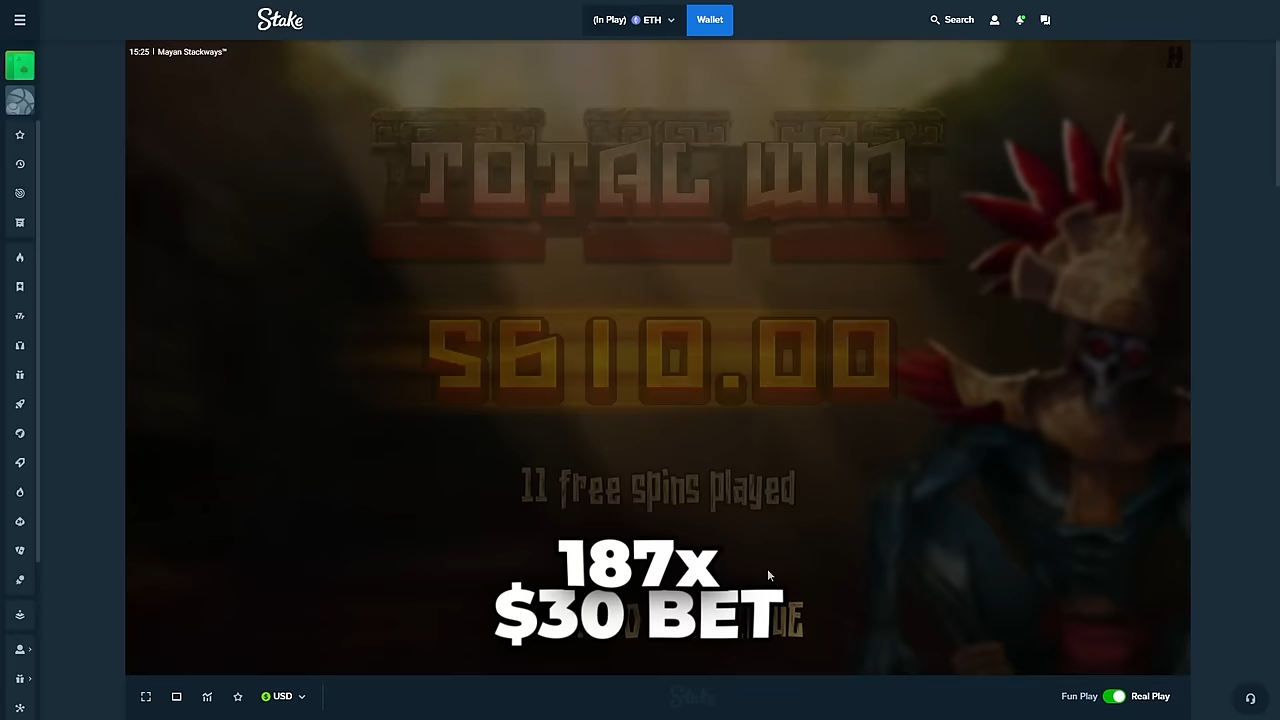 Stake
(In Play) ETH
Wallet
Search
15:25 | Mayan Stackways™
TOTAL WIN
$610.00
11 free spins played
187x
$30 BET
USD
Stake
Fun Play
Real Play